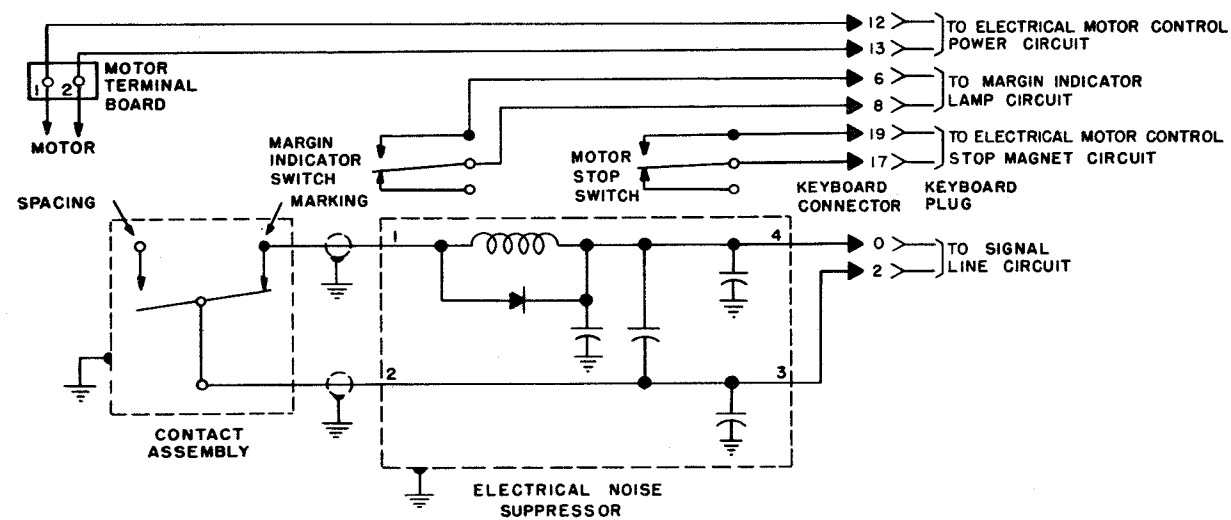 12
TO ELECTRICAL MOTOR CONTROL
POWER CIRCUIT
13
MOTOR
TERMINAL
BOARD
1
2
MOTOR
6
TO MARGIN INDICATOR
LAMP CIRCUIT
8
MARGIN
INDICATOR
SWITCH
MOTOR
STOP
SWITCH
19
TO ELECTRICAL MOTOR CONTROL
STOP MAGNET CIRCUIT
17
KEYBOARD
CONNECTOR
KEYBOARD
PLUG
SPACING
MARKING
1
4
0
TO SIGNAL
LINE CIRCUIT
2
2
3
CONTACT
ASSEMBLY
ELECTRICAL NOISE
SUPPRESSOR